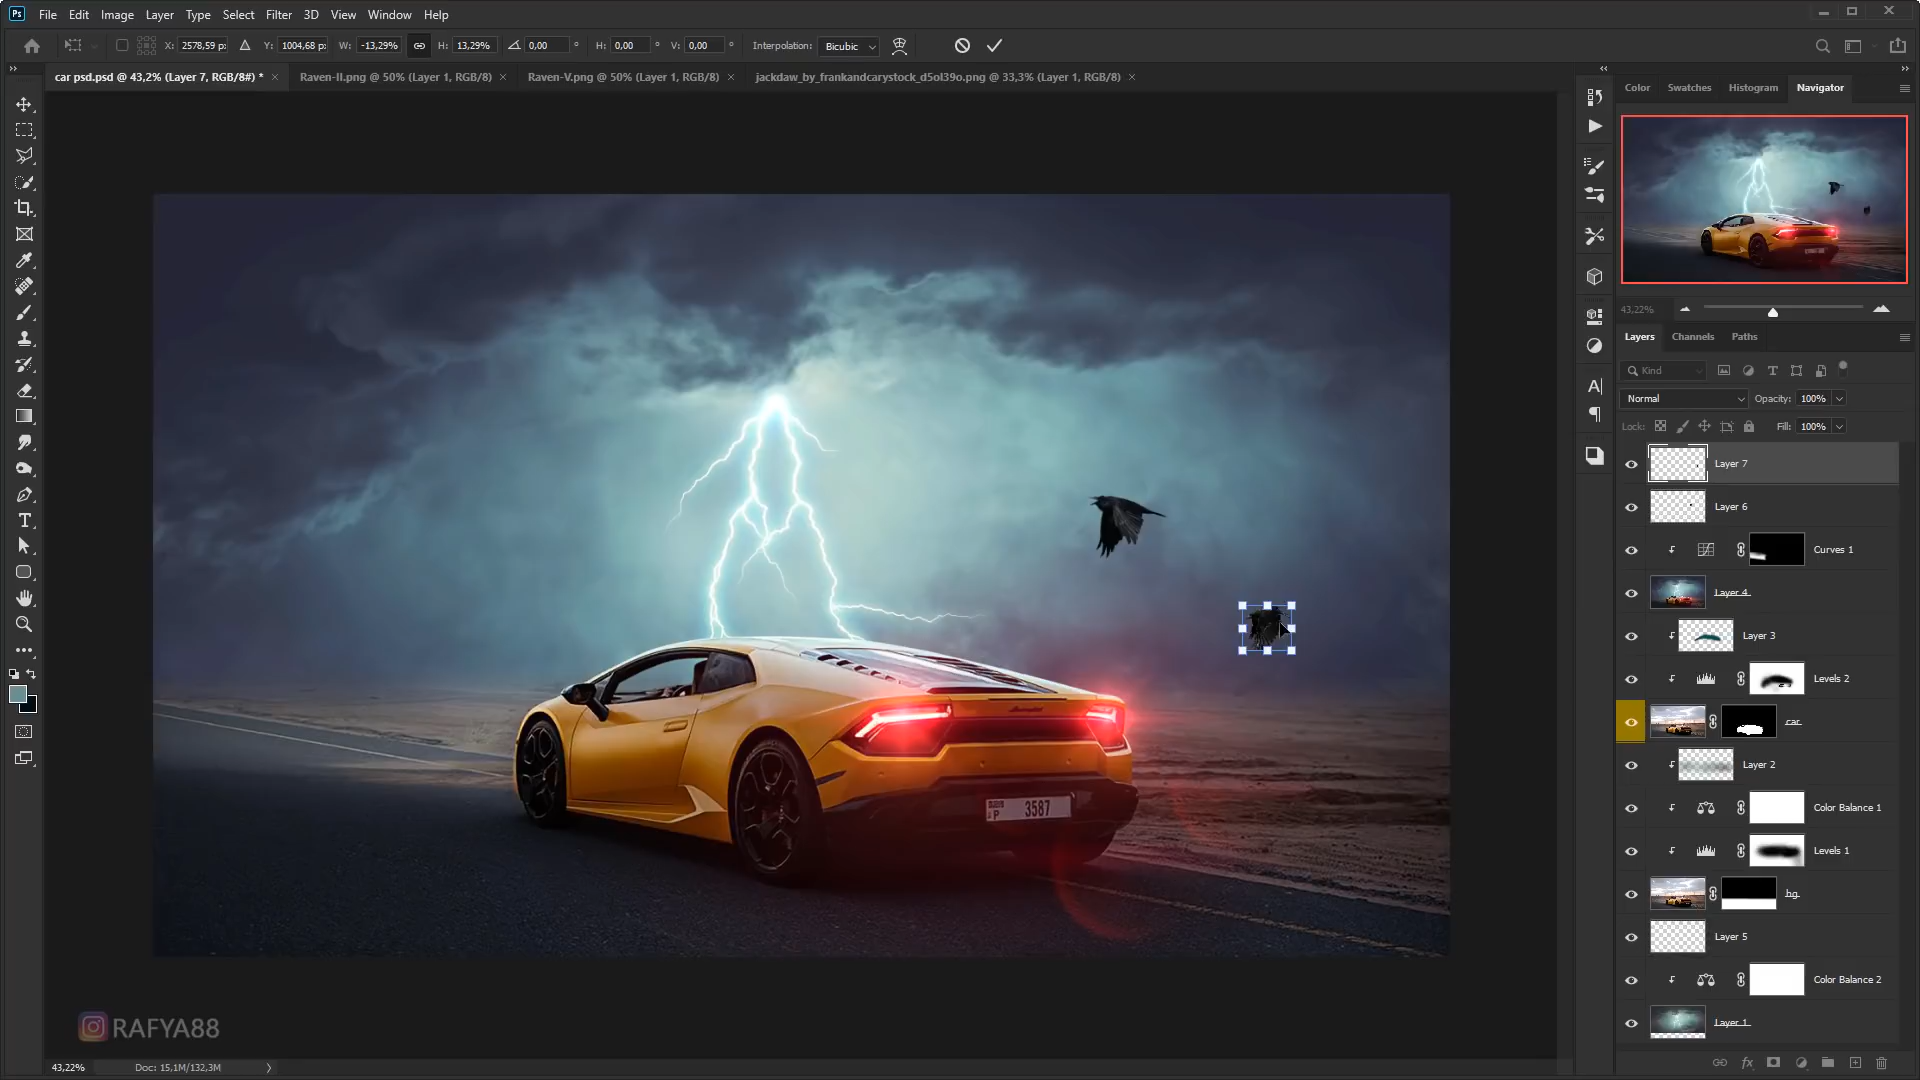 Ps File Edit Image Layer Type Select Filter 3D View Window Help
X: 2578,59 px Y: 1004,68 px W: -13,29% H: 13,29% 0,00 ° H: 0,00 ° V: 0,00 ° Interpolation: Bicubic
car psd.psd @ 43,2% (Layer 7, RGB/8#) * × Raven-II.png @ 50% (Layer 1, RGB/8) × Raven-V.png @ 50% (Layer 1, RGB/8) × jackdaw_by_frankandcarystock_d5ol39o.png @ 33,3% (Layer 1, RGB/8) ×
Color Swatches Histogram Navigator
43,22%
Layers Channels Paths
Kind
Normal Opacity: 100%
Lock: Fill: 100%
Layer 7
Layer 6
Curves 1
Layer 4
Layer 3
Levels 2
car
Layer 2
Color Balance 1
Levels 1
bg
Layer 5
Color Balance 2
Layer 1
P 3587
RAFYA88
43,22% Doc: 15,1M/132,3M